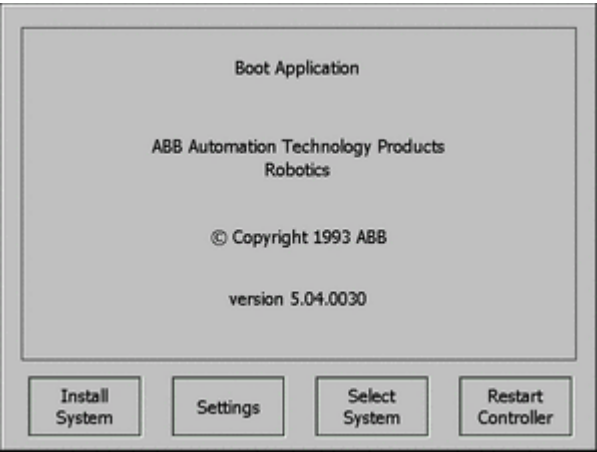 Boot Application
ABB Automation Technology Products
Robotics
© Copyright 1993 ABB
version 5.04.0030
Install
System
Settings
Select
System
Restart
Controller